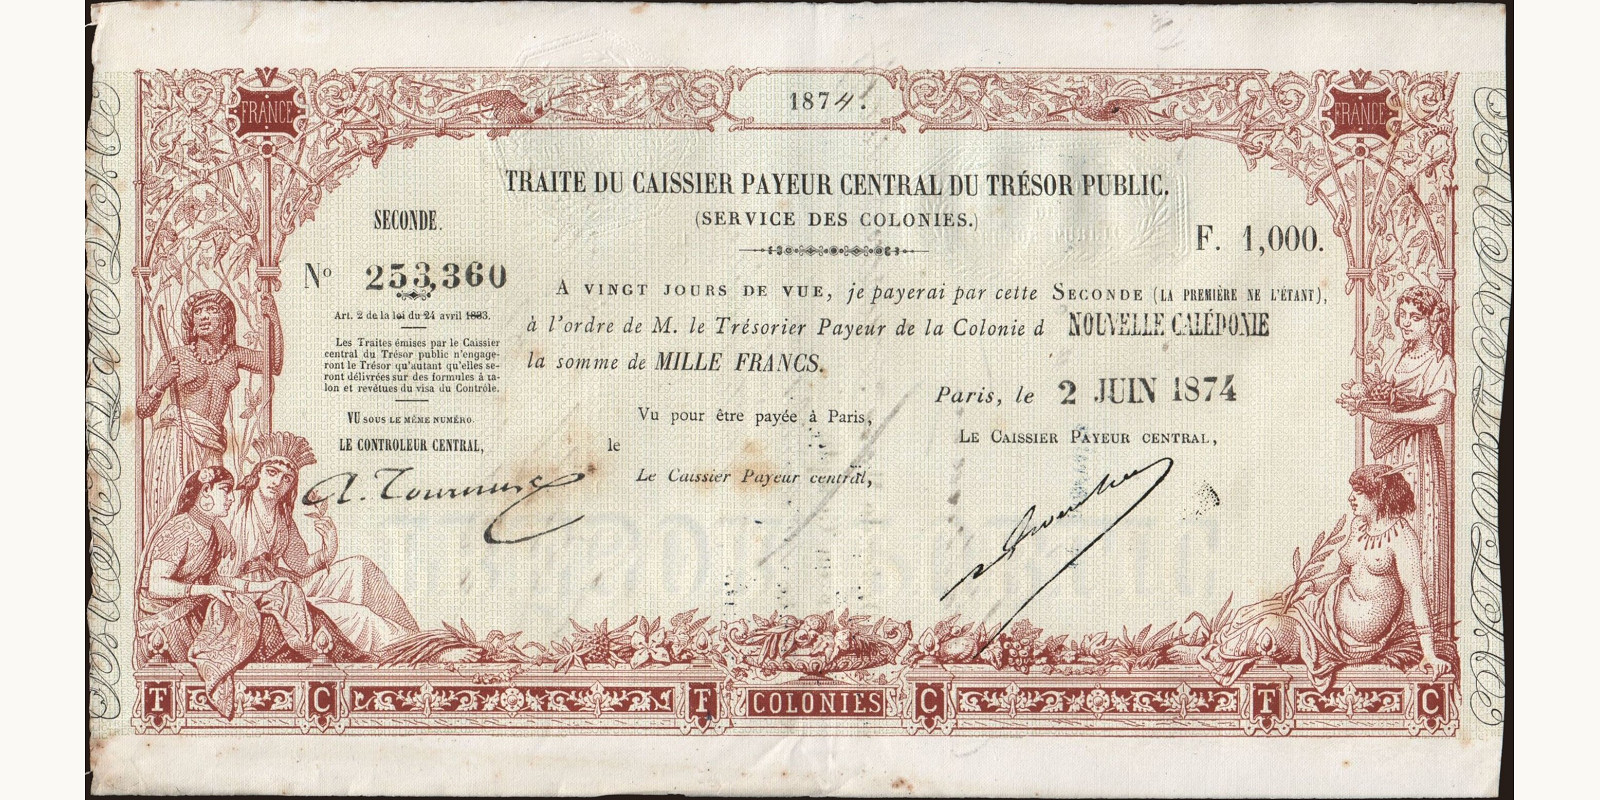 FRANCE
1874.
FRANCE
TRAITE DU CAISSIER PAYEUR CENTRAL DU TRÉSOR PUBLIC.
(SERVICE DES COLONIES.)
SECONDE.
F. 1,000.
Nº 253,360
Art. 2 de la loi du 24 avril 1833.
Les Traites émises par le Caissier
central du Trésor public n'engage-
ront le Trésor qu'autant qu'elles se-
ront délivrées sur des formules à ta-
lon et revêtues du visa du Contrôle.
VU SOUS LE MÊME NUMÉRO.
LE CONTROLEUR CENTRAL,
A VINGT JOURS DE VUE, je payerai par cette SECONDE (LA PREMIÈRE NE L'ÉTANT),
à l'ordre de M. le Trésorier Payeur de la Colonie d NOUVELLE CALÉDONIE
la somme de MILLE FRANCS.
Paris, le 2 JUIN 1874
Vu pour être payée à Paris,
le
Le Caissier Payeur central,
LE CAISSIER PAYEUR CENTRAL,
T C T COLONIES C T C